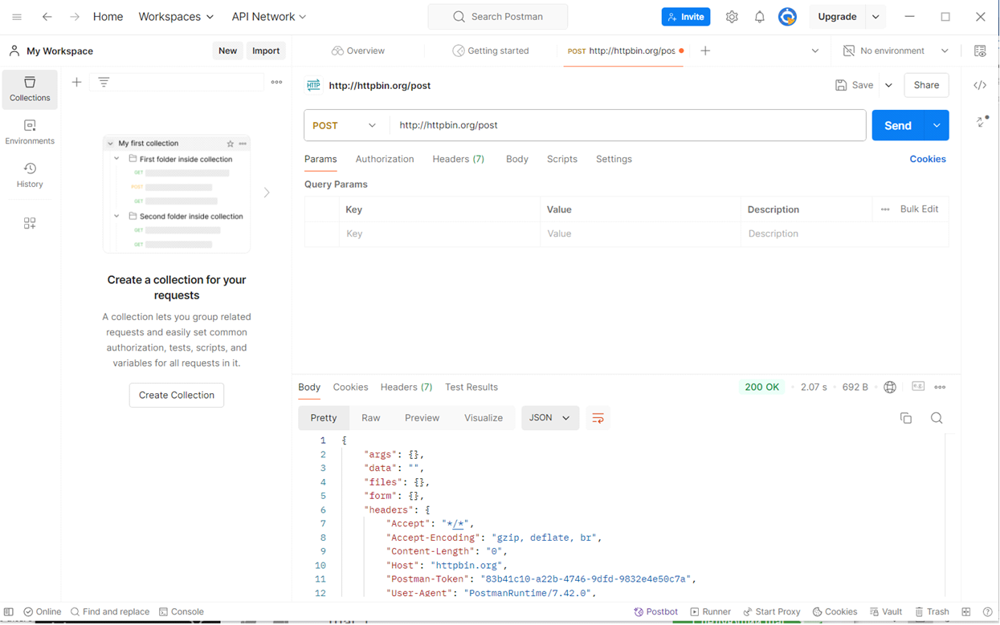 Home Workspaces API Network Search Postman Invite Upgrade
My Workspace New Import Overview Getting started POST http://httpbin.org/pos No environment
Collections
Environments
History
My first collection
First folder inside collection
GET
POST
GET
Second folder inside collection
GET
GET
Create a collection for your
requests
A collection lets you group related
requests and easily set common
authorization, tests, scripts, and
variables for all requests in it.
Create Collection
HTTP http://httpbin.org/post Save Share
POST http://httpbin.org/post Send
Params Authorization Headers (7) Body Scripts Settings Cookies
Query Params
Key Value Description Bulk Edit
Key Value Description
Body Cookies Headers (7) Test Results 200 OK 2.07 s 692 B e.g.
Pretty Raw Preview Visualize JSON
1 {
2 "args": {},
3 "data": "",
4 "files": {},
5 "form": {},
6 "headers": {
7 "Accept": "*/*",
8 "Accept-Encoding": "gzip, deflate, br",
9 "Content-Length": "0",
10 "Host": "httpbin.org",
11 "Postman-Token": "83b41c10-a22b-4746-9dfd-9832e4e50c7a",
12 "User-Agent": "PostmanRuntime/7.42.0",
Online Find and replace Console Postbot Runner Start Proxy Cookies Vault Trash